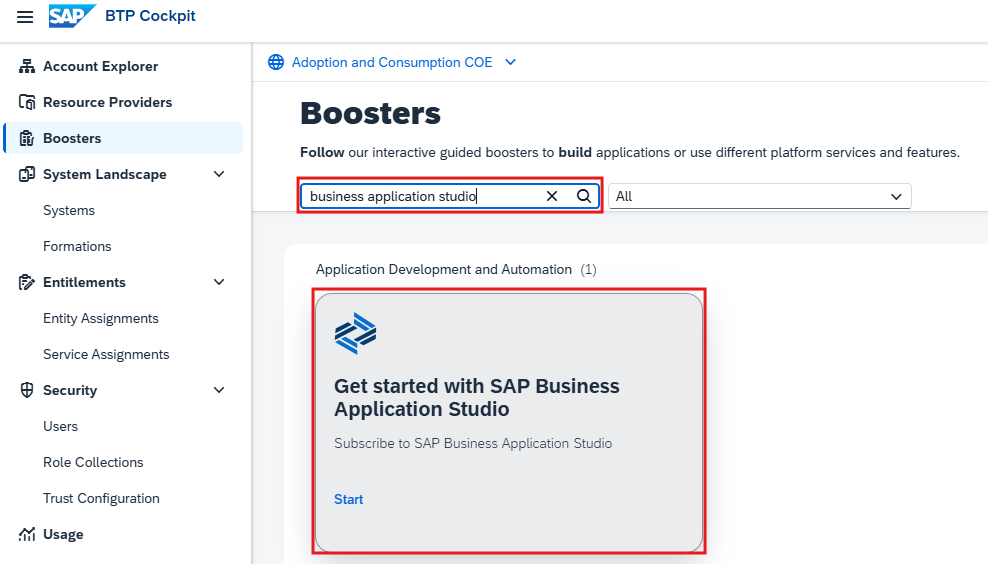 SAP BTP Cockpit
Account Explorer
Resource Providers
Boosters
System Landscape
Systems
Formations
Entitlements
Entity Assignments
Service Assignments
Security
Users
Role Collections
Trust Configuration
Usage
Adoption and Consumption COE
Boosters
Follow our interactive guided boosters to build applications or use different platform services and features.
business application studio
All
Application Development and Automation (1)
Get started with SAP Business
Application Studio
Subscribe to SAP Business Application Studio
Start